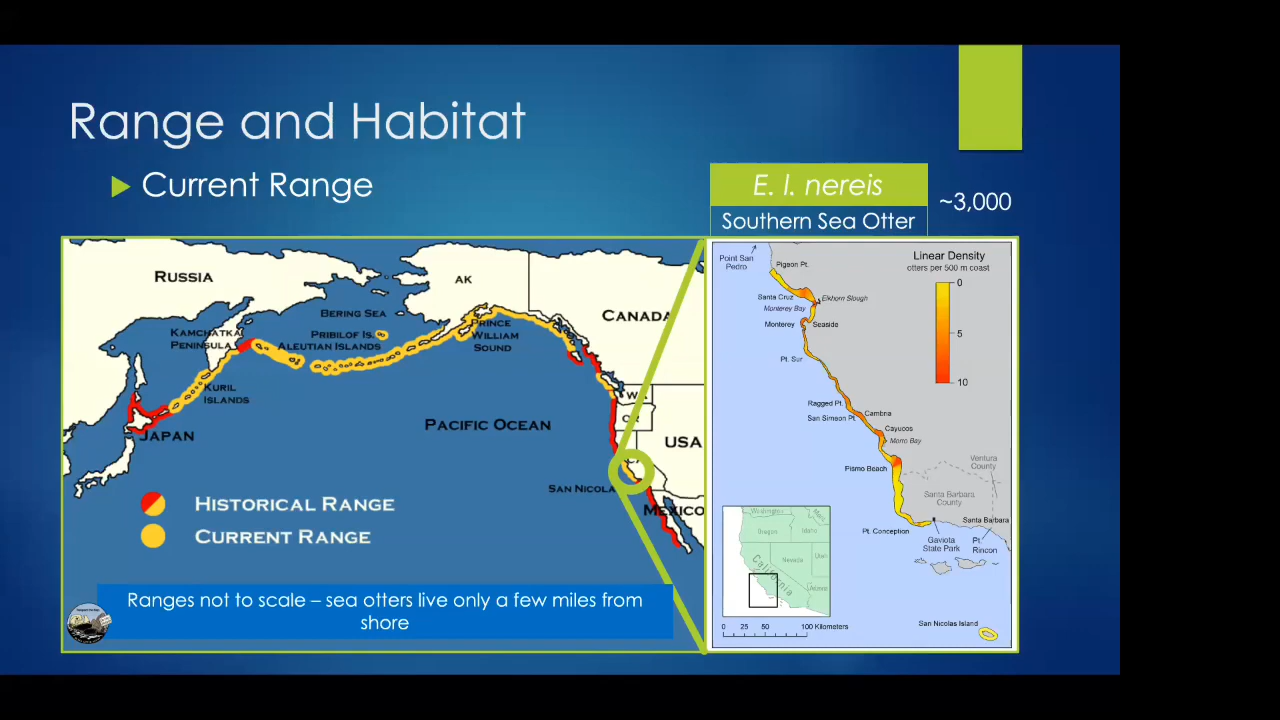 Range and Habitat
Current Range
E. l. nereis
~3,000
Southern Sea Otter
RUSSIA
AK
BERING SEA
CANADA
KAMCHATKA
PENINSULA
PRIBILOF IS.
ALEUTIAN ISLANDS
PRINCE
WILLIAM
SOUND
KURIL
ISLANDS
JAPAN
PACIFIC OCEAN
WA
OR
USA
SAN NICOLA
MEXICO
HISTORICAL RANGE
CURRENT RANGE
Ranges not to scale – sea otters live only a few miles from
shore
Point San
Pedro
Pigeon Pt.
Linear Density
otters per 500 m coast
0
5
10
Santa Cruz
Elkhorn Slough
Monterey Bay
Monterey
Seaside
Pt. Sur
Ragged Pt.
San Simeon Pt.
Cambria
Cayucos
Morro Bay
Pismo Beach
Ventura
County
Santa Barbara
County
Pt. Conception
Santa Barbara
Gaviota
State Park
Pt.
Rincon
Washington
Oregon
Idaho
Nevada
Utah
California
0 25 50 100 Kilometers
San Nicolas Island